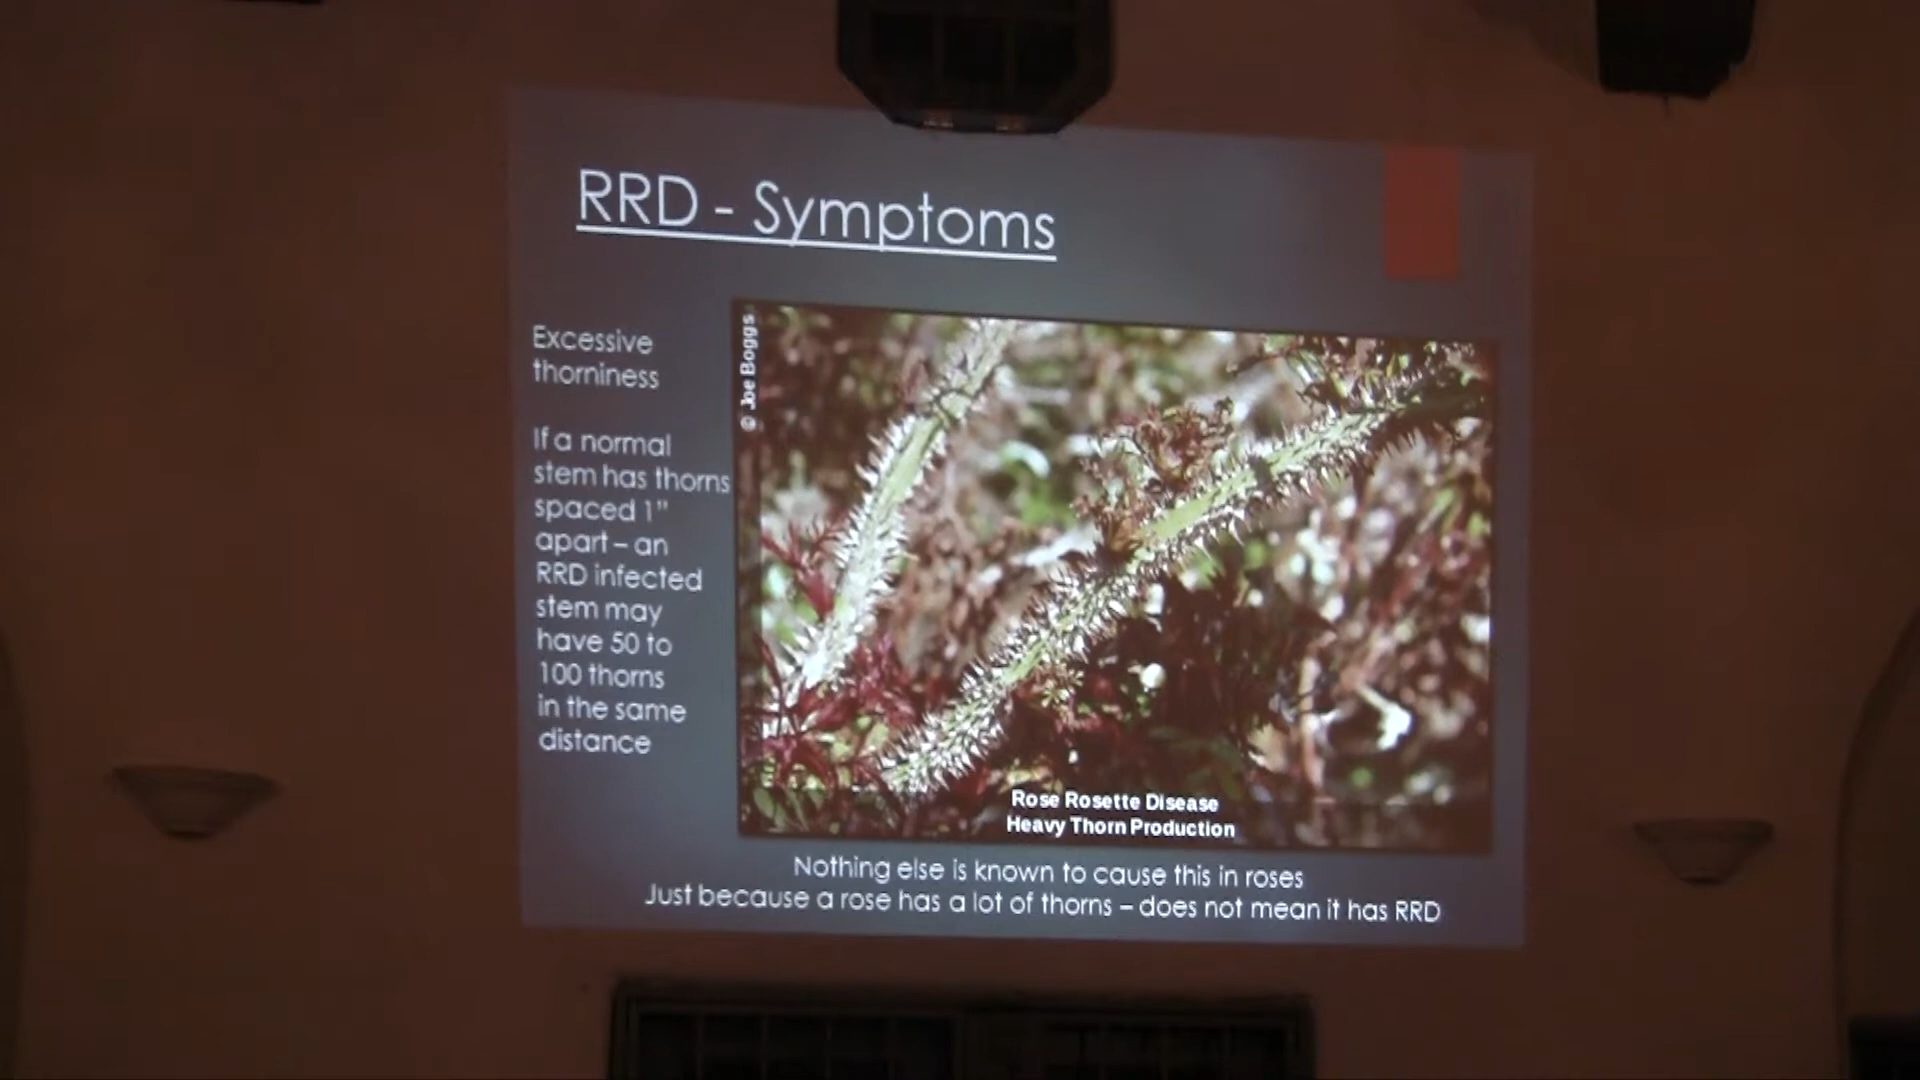 RRD - Symptoms
Excessive
thorniness
If a normal
stem has thorns
spaced 1"
apart – an
RRD infected
stem may
have 50 to
100 thorns
in the same
distance
© Joe Boggs
Rose Rosette Disease
Heavy Thorn Production
Nothing else is known to cause this in roses
Just because a rose has a lot of thorns – does not mean it has RRD